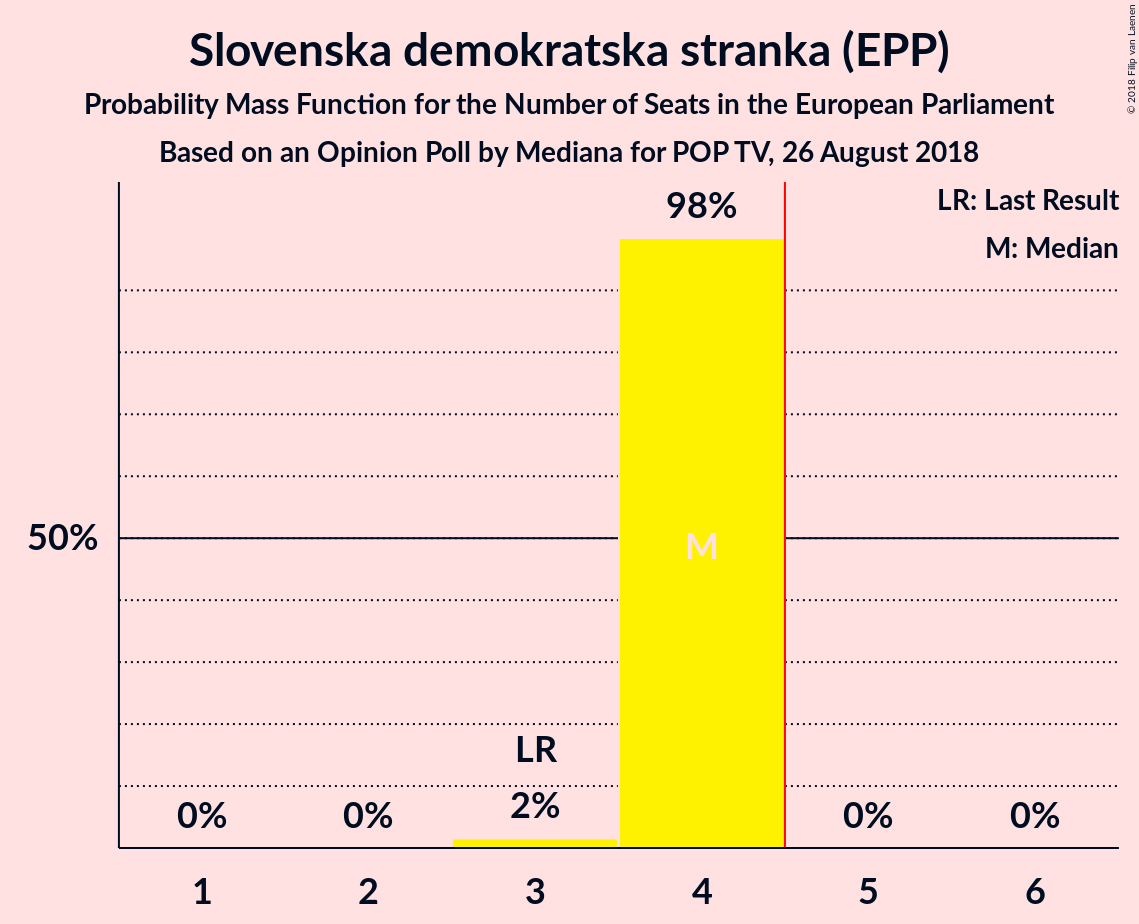 Slovenska demokratska stranka (EPP)
Probability Mass Function for the Number of Seats in the European Parliament
Based on an Opinion Poll by Mediana for POP TV, 26 August 2018
© 2018 Filip van Laenen
LR: Last Result
M: Median
98%
50%
M
LR
0% 0% 2% 0% 0%
1 2 3 4 5 6